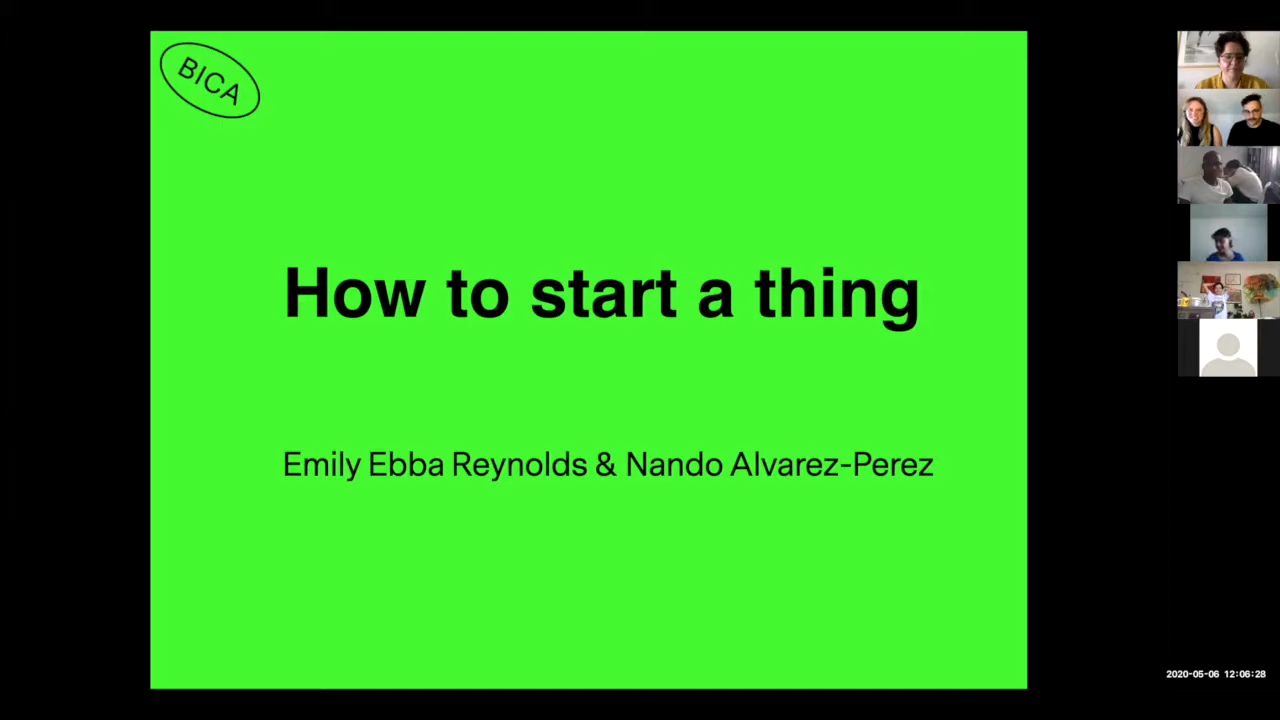 BICA
How to start a thing
Emily Ebba Reynolds & Nando Alvarez-Perez
2020-05-06 12:06:28